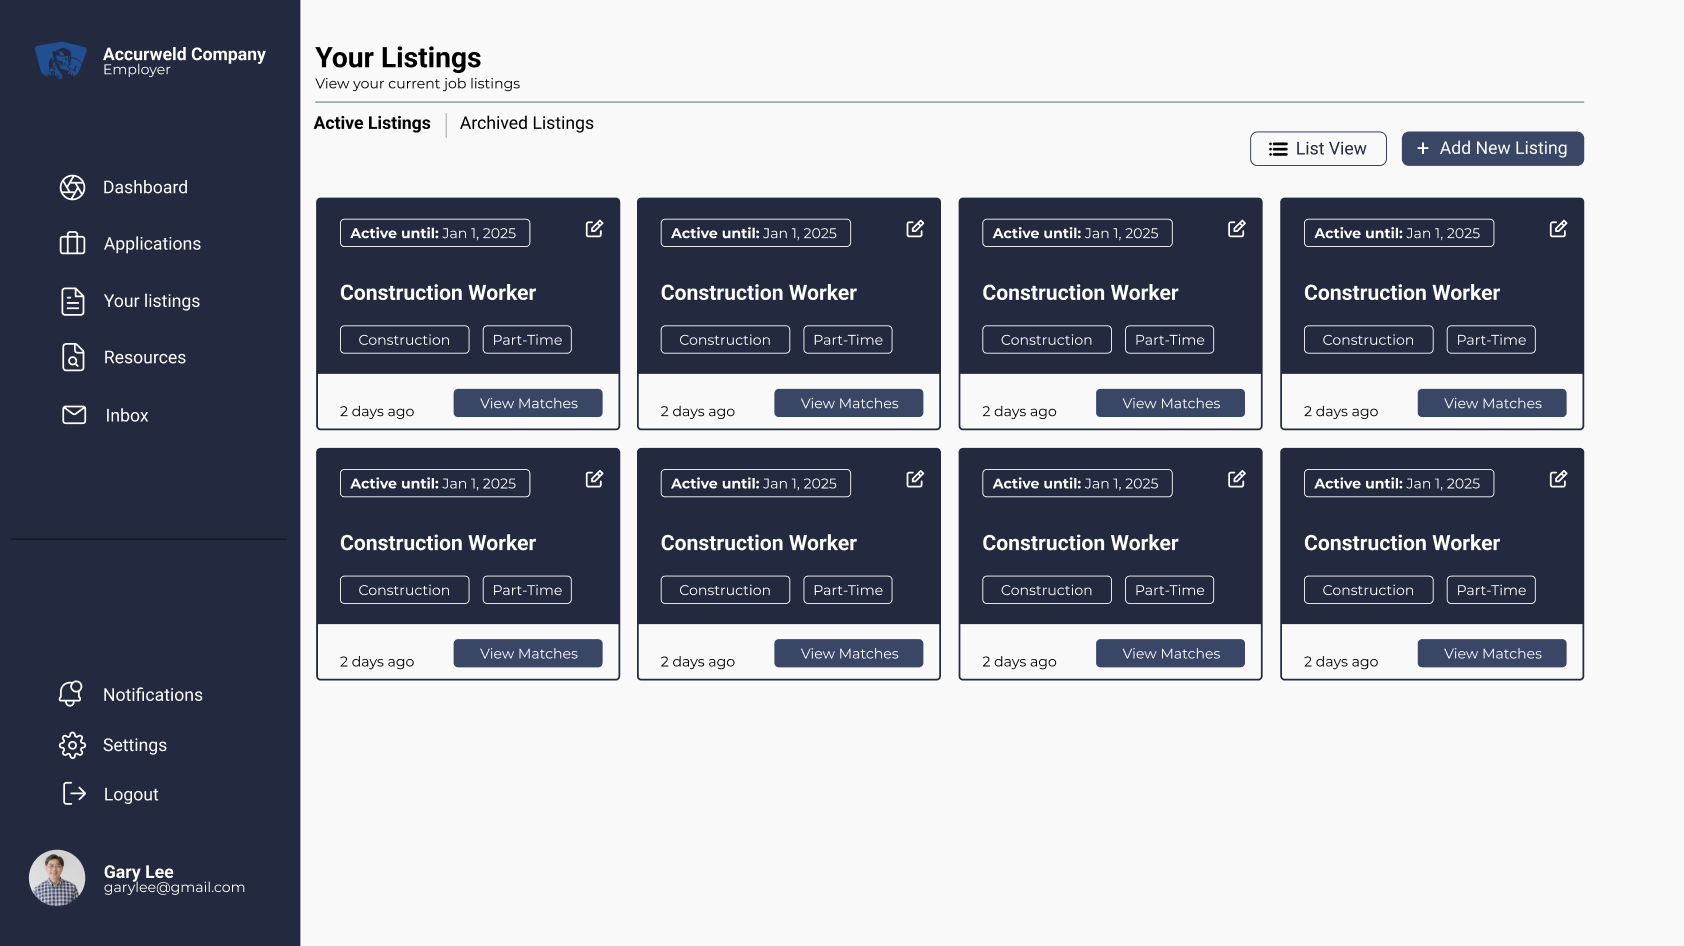 Accurweld Company
Employer
Dashboard
Applications
Your listings
Resources
Inbox
Notifications
Settings
Logout
Gary Lee
garylee@gmail.com
Your Listings
View your current job listings
Active Listings
Archived Listings
List View
+ Add New Listing
Active until: Jan 1, 2025
Construction Worker
Construction
Part-Time
2 days ago
View Matches
Active until: Jan 1, 2025
Construction Worker
Construction
Part-Time
2 days ago
View Matches
Active until: Jan 1, 2025
Construction Worker
Construction
Part-Time
2 days ago
View Matches
Active until: Jan 1, 2025
Construction Worker
Construction
Part-Time
2 days ago
View Matches
Active until: Jan 1, 2025
Construction Worker
Construction
Part-Time
2 days ago
View Matches
Active until: Jan 1, 2025
Construction Worker
Construction
Part-Time
2 days ago
View Matches
Active until: Jan 1, 2025
Construction Worker
Construction
Part-Time
2 days ago
View Matches
Active until: Jan 1, 2025
Construction Worker
Construction
Part-Time
2 days ago
View Matches